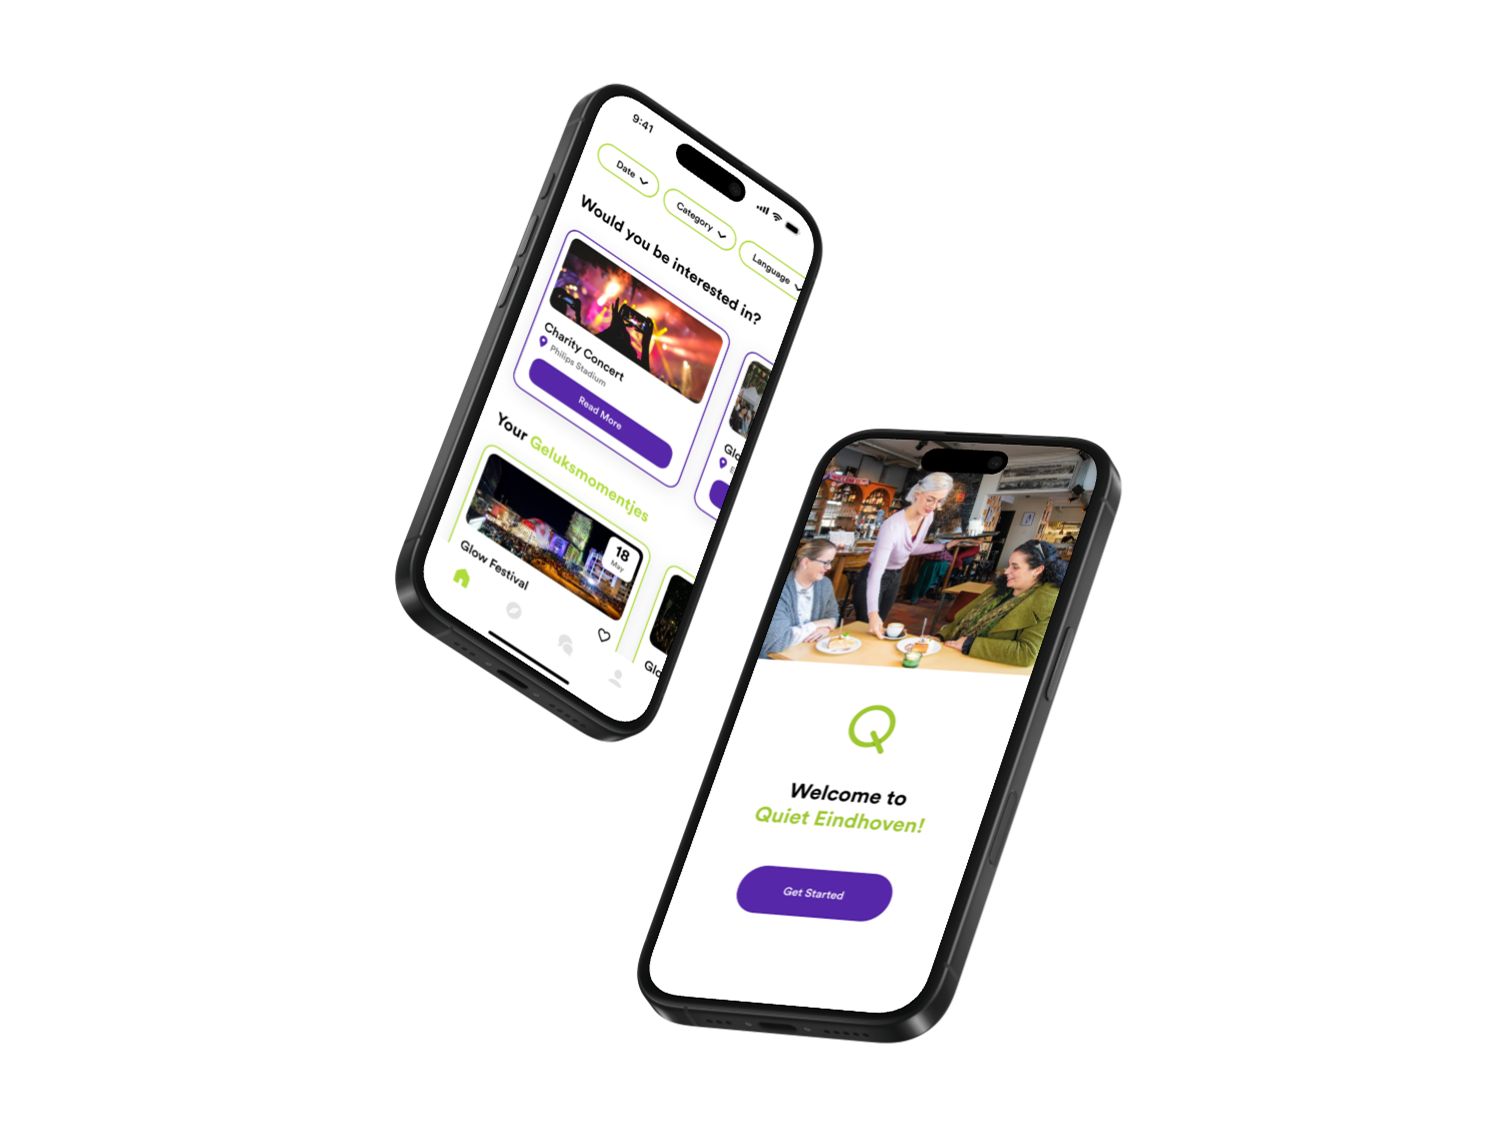 9:41
Date
Category
Language
Would you be interested in?
Charity Concert
Philips Stadium
Read More
Glo
Your Geluksmomentjes
18
May
Glow Festival
Glo
Q
Welcome to
Quiet Eindhoven!
Get Started